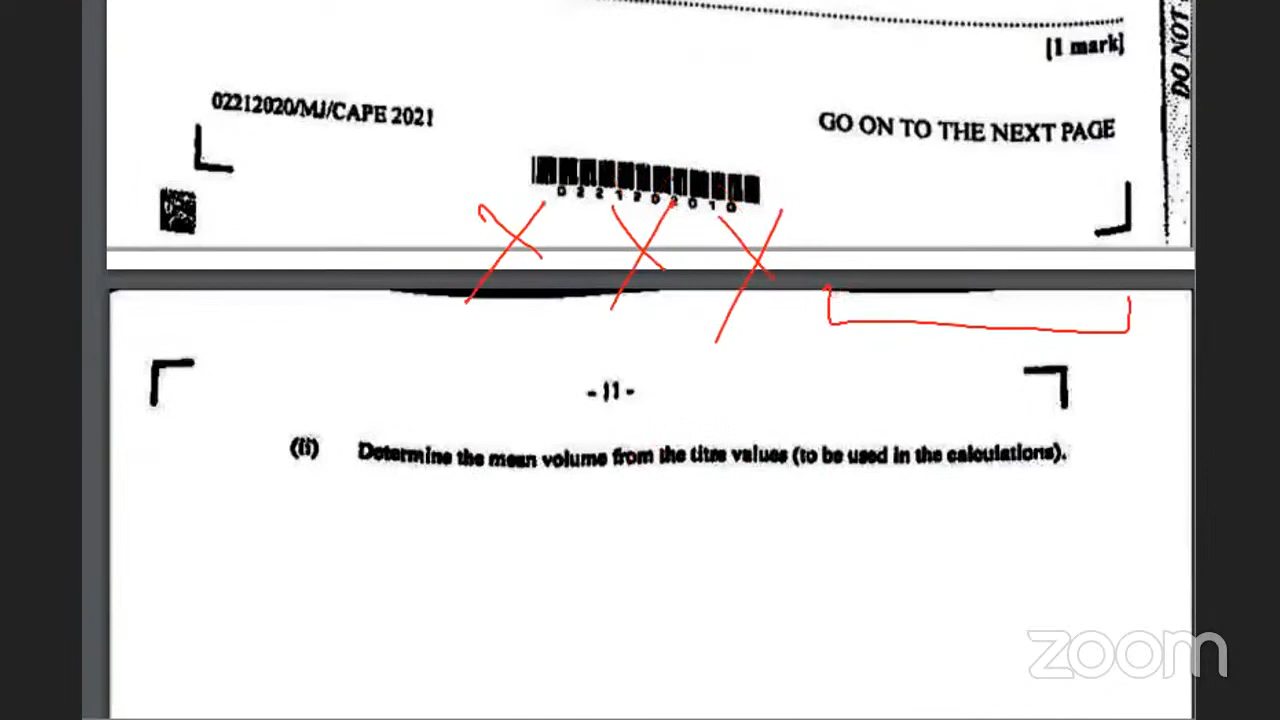 [1 mark]
DO NOT
02212020/MJ/CAPE 2021
GO ON TO THE NEXT PAGE
0221202010
- 11 -
(ii) Determine the mean volume from the titre values (to be used in the calculations).
zoom